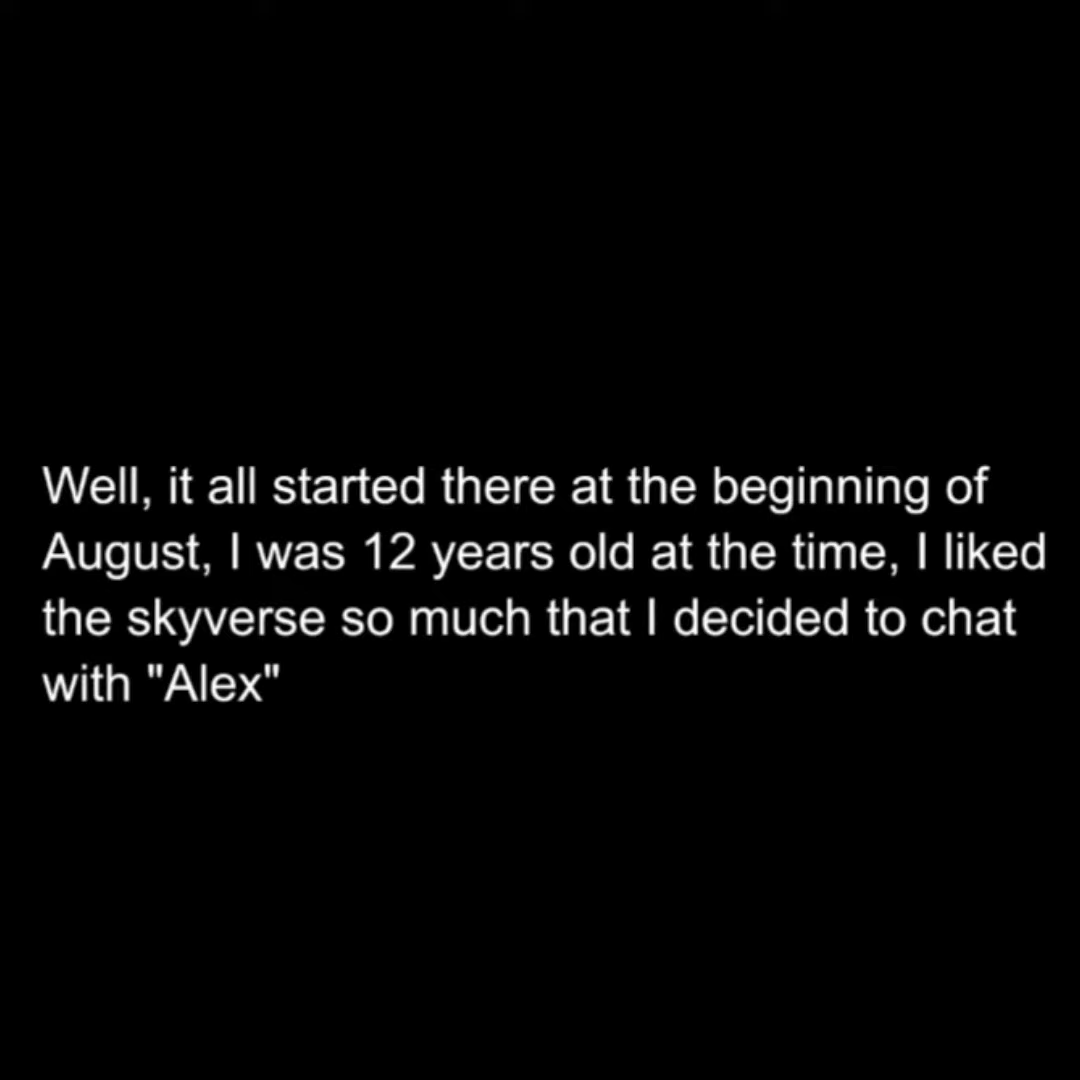 Well, it all started there at the beginning of
August, I was 12 years old at the time, I liked
the skyverse so much that I decided to chat
with "Alex"